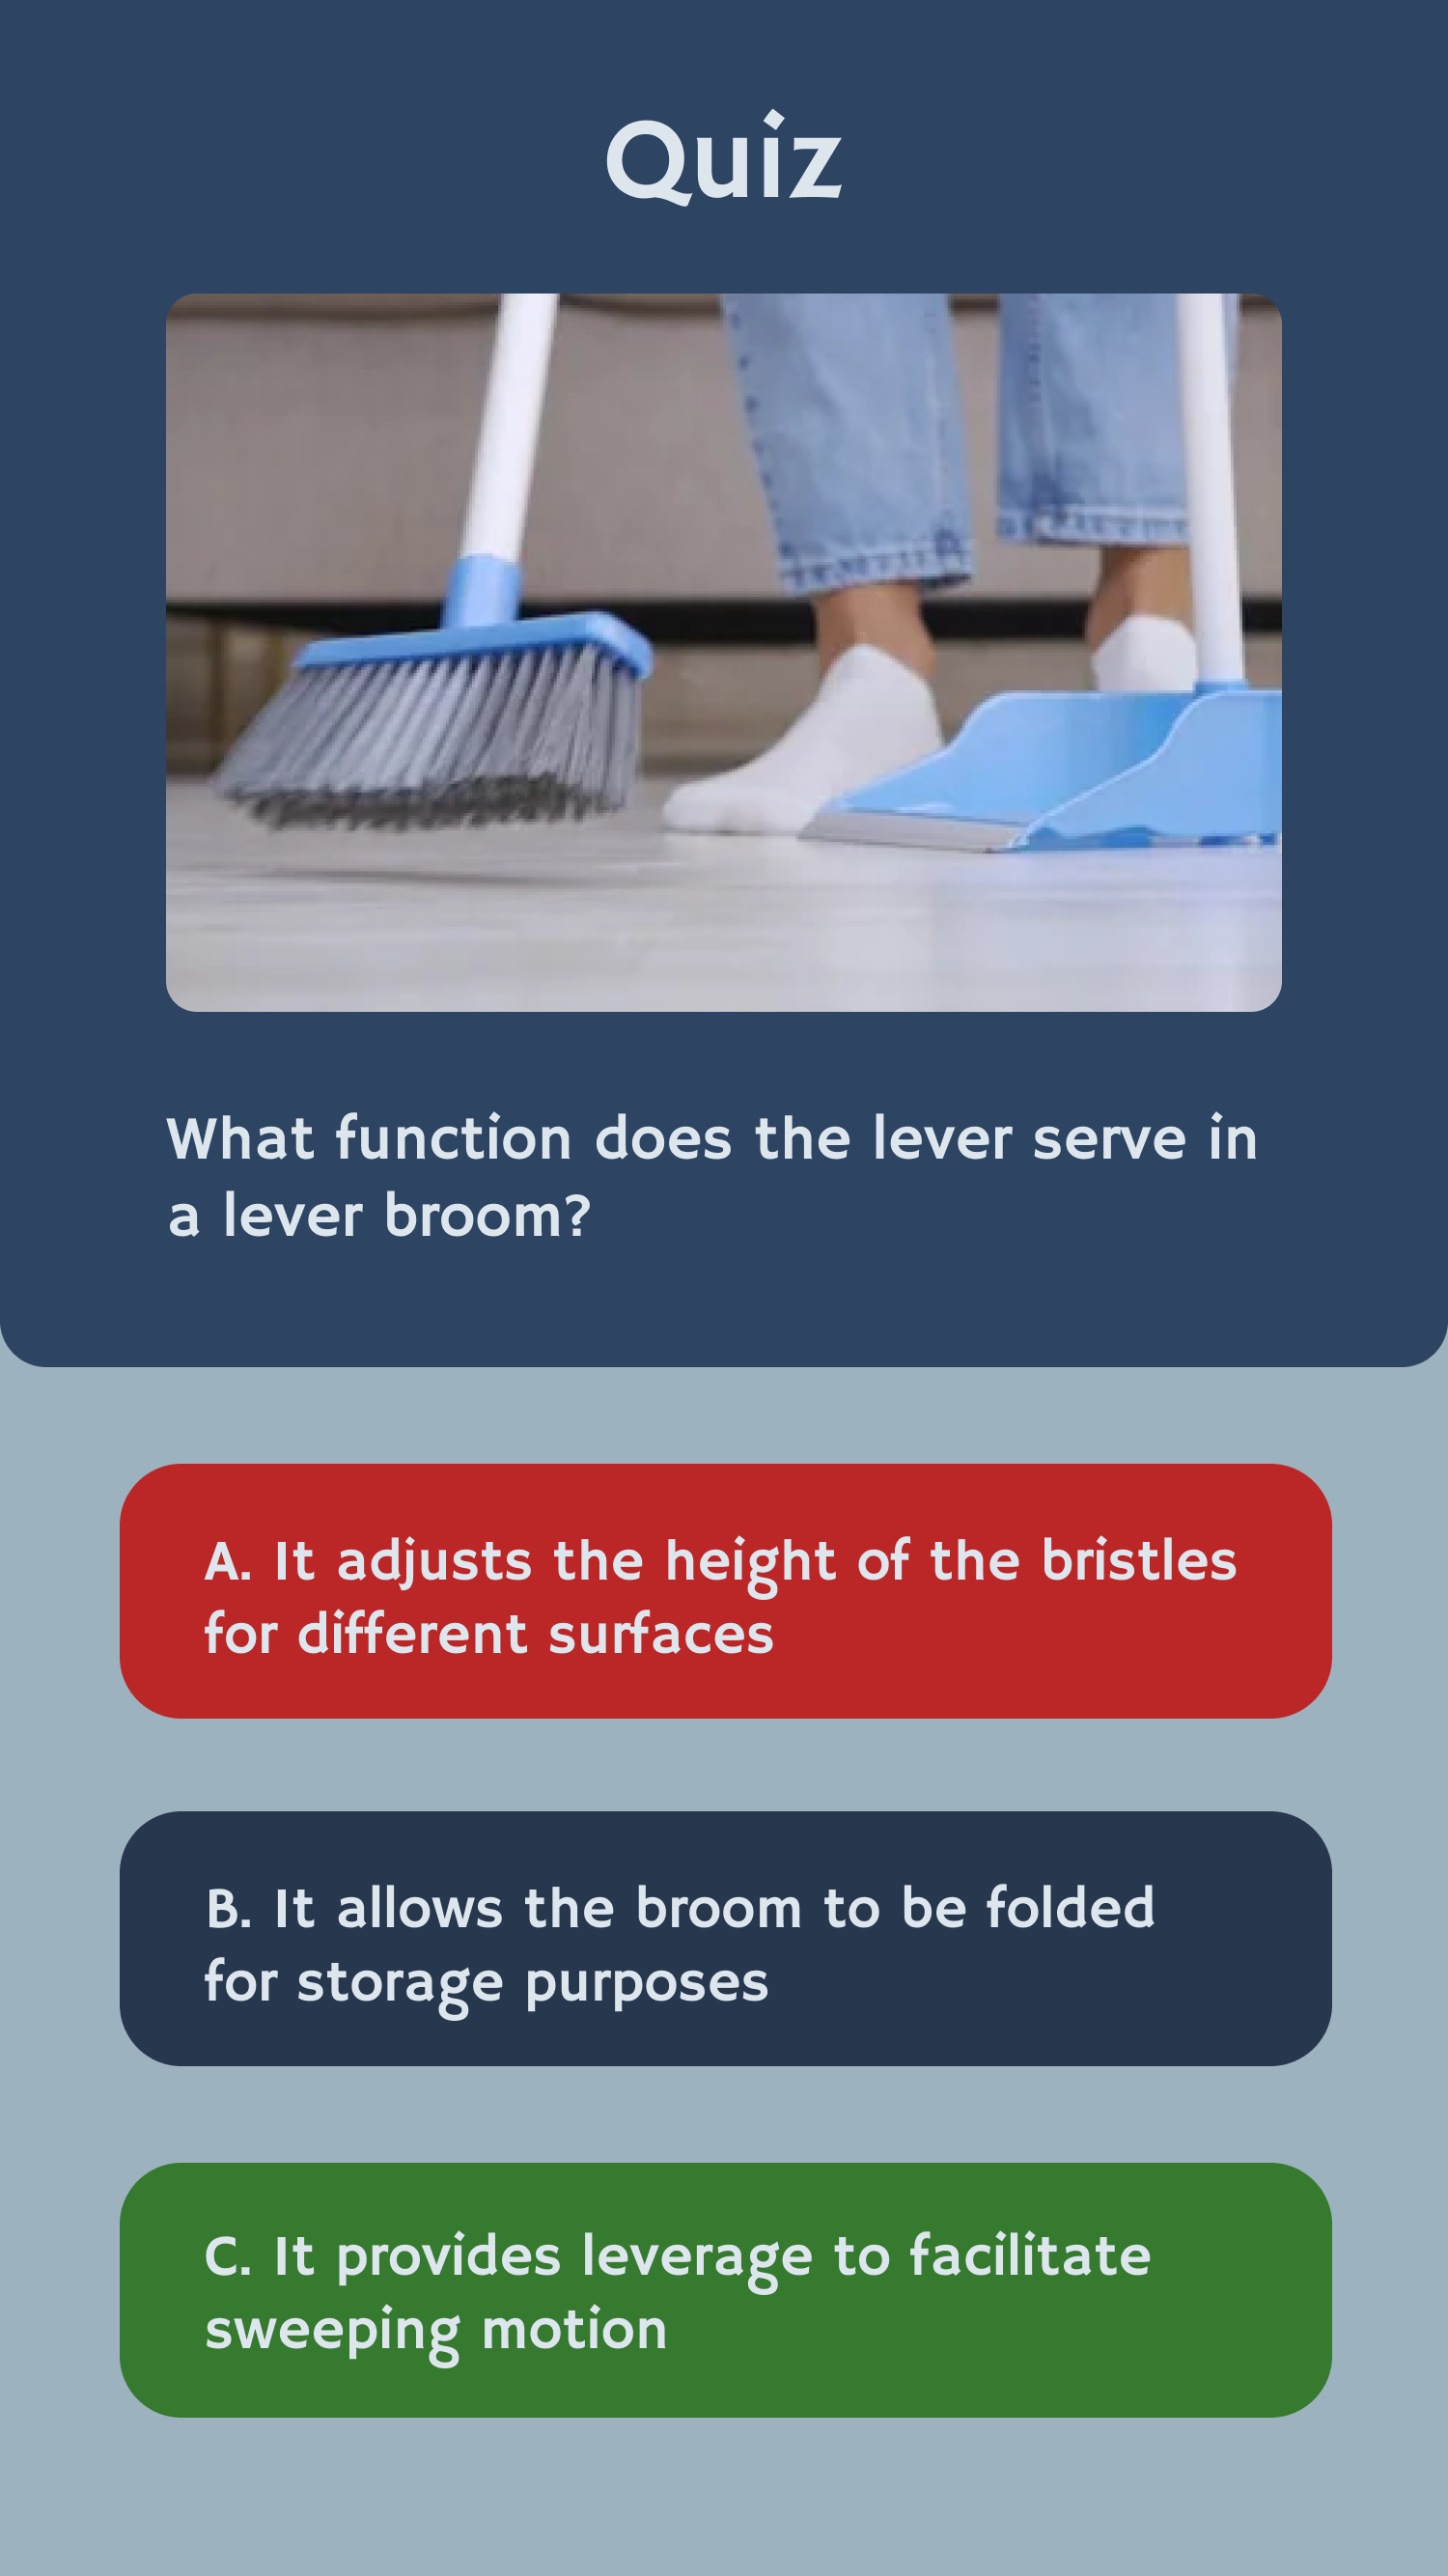 Quiz
What function does the lever serve in
a lever broom?
A. It adjusts the height of the bristles
for different surfaces
B. It allows the broom to be folded
for storage purposes
C. It provides leverage to facilitate
sweeping motion